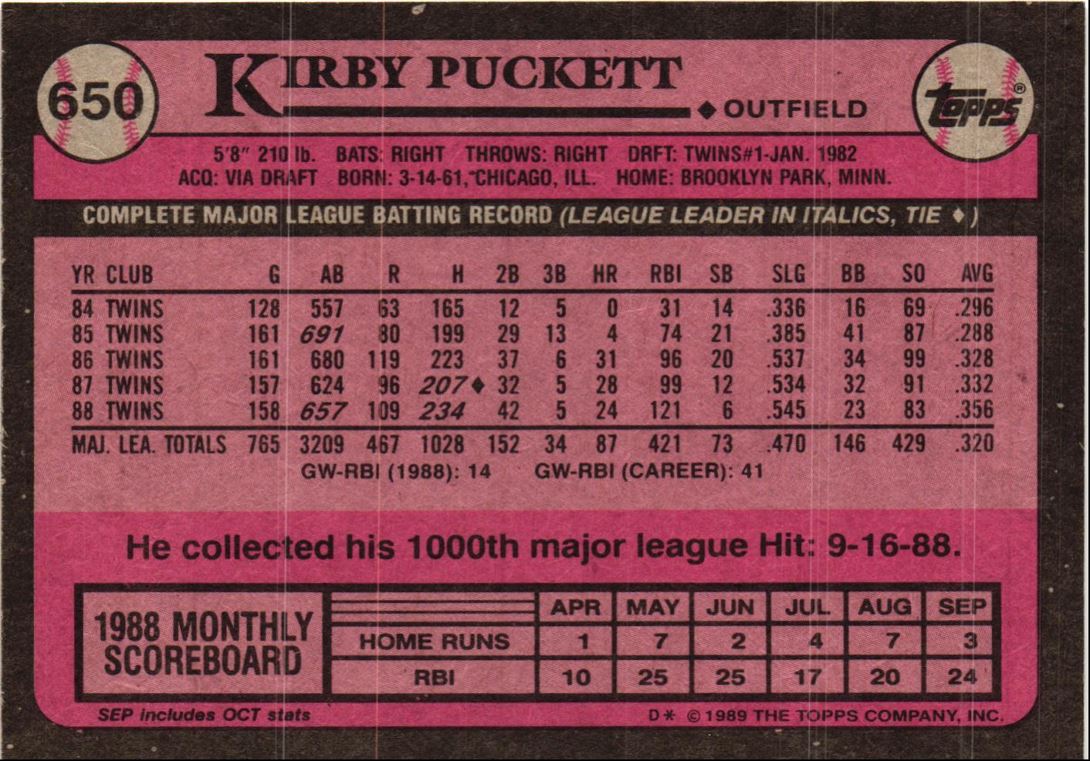 650
KIRBY PUCKETT
♦ OUTFIELD
topps®
5'8" 210 lb. BATS: RIGHT THROWS: RIGHT DRFT: TWINS#1-JAN. 1982
ACQ: VIA DRAFT BORN: 3-14-61, CHICAGO, ILL. HOME: BROOKLYN PARK, MINN.
COMPLETE MAJOR LEAGUE BATTING RECORD (LEAGUE LEADER IN ITALICS, TIE ♦)
YR CLUB G AB R H 2B 3B HR RBI SB SLG BB SO AVG
84 TWINS 128 557 63 165 12 5 0 31 14 .336 16 69 .296
85 TWINS 161 691 80 199 29 13 4 74 21 .385 41 87 .288
86 TWINS 161 680 119 223 37 6 31 96 20 .537 34 99 .328
87 TWINS 157 624 96 207♦ 32 5 28 99 12 .534 32 91 .332
88 TWINS 158 657 109 234 42 5 24 121 6 .545 23 83 .356
MAJ. LEA. TOTALS 765 3209 467 1028 152 34 87 421 73 .470 146 429 .320
GW-RBI (1988): 14 GW-RBI (CAREER): 41
He collected his 1000th major league Hit: 9-16-88.
1988 MONTHLY
SCOREBOARD
APR MAY JUN JUL AUG SEP
HOME RUNS 1 7 2 4 7 3
RBI 10 25 25 17 20 24
SEP includes OCT stats
D* © 1989 THE TOPPS COMPANY, INC.